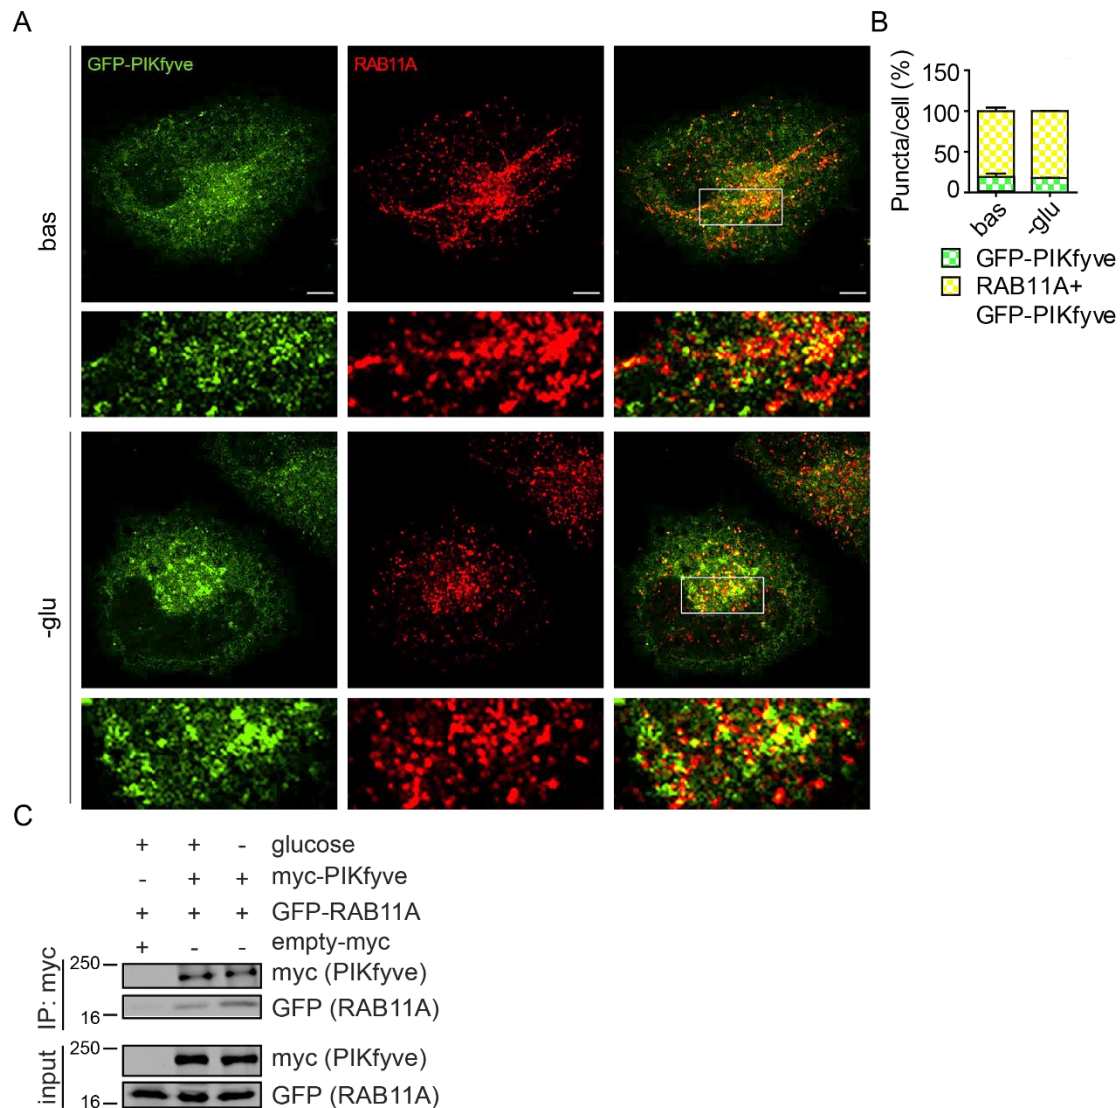 A
GFP-PIKfyve
RAB11A
bas
-glu
B
Puncta/cell (%)
150
100
50
0
bas
-glu
GFP-PIKfyve
RAB11A+
GFP-PIKfyve
C
+ + - glucose
- + + myc-PIKfyve
+ + + GFP-RAB11A
+ - - empty-myc
IP: myc
250 myc (PIKfyve)
16 GFP (RAB11A)
input
250 myc (PIKfyve)
16 GFP (RAB11A)